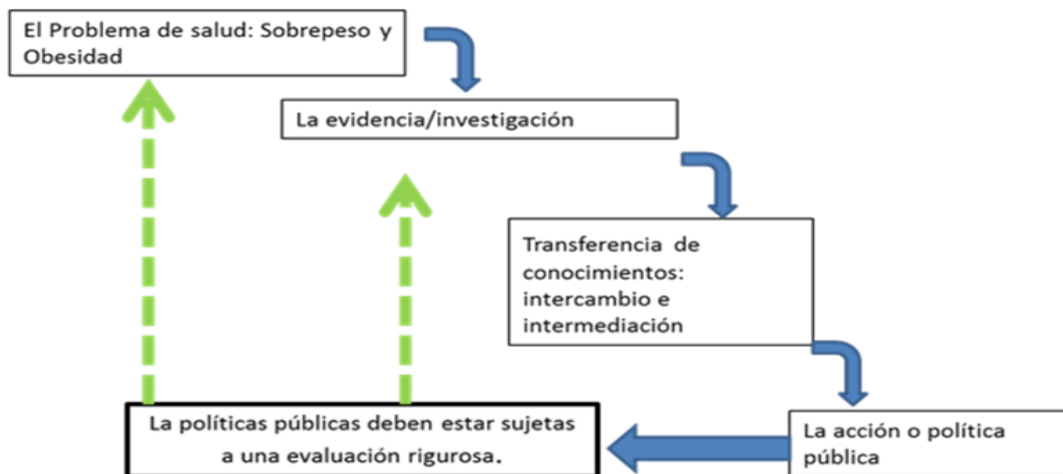 El Problema de salud: Sobrepeso y
Obesidad
La evidencia/investigación
Transferencia de
conocimientos:
intercambio e
intermediación
La políticas públicas deben estar sujetas
a una evaluación rigurosa.
La acción o política
pública